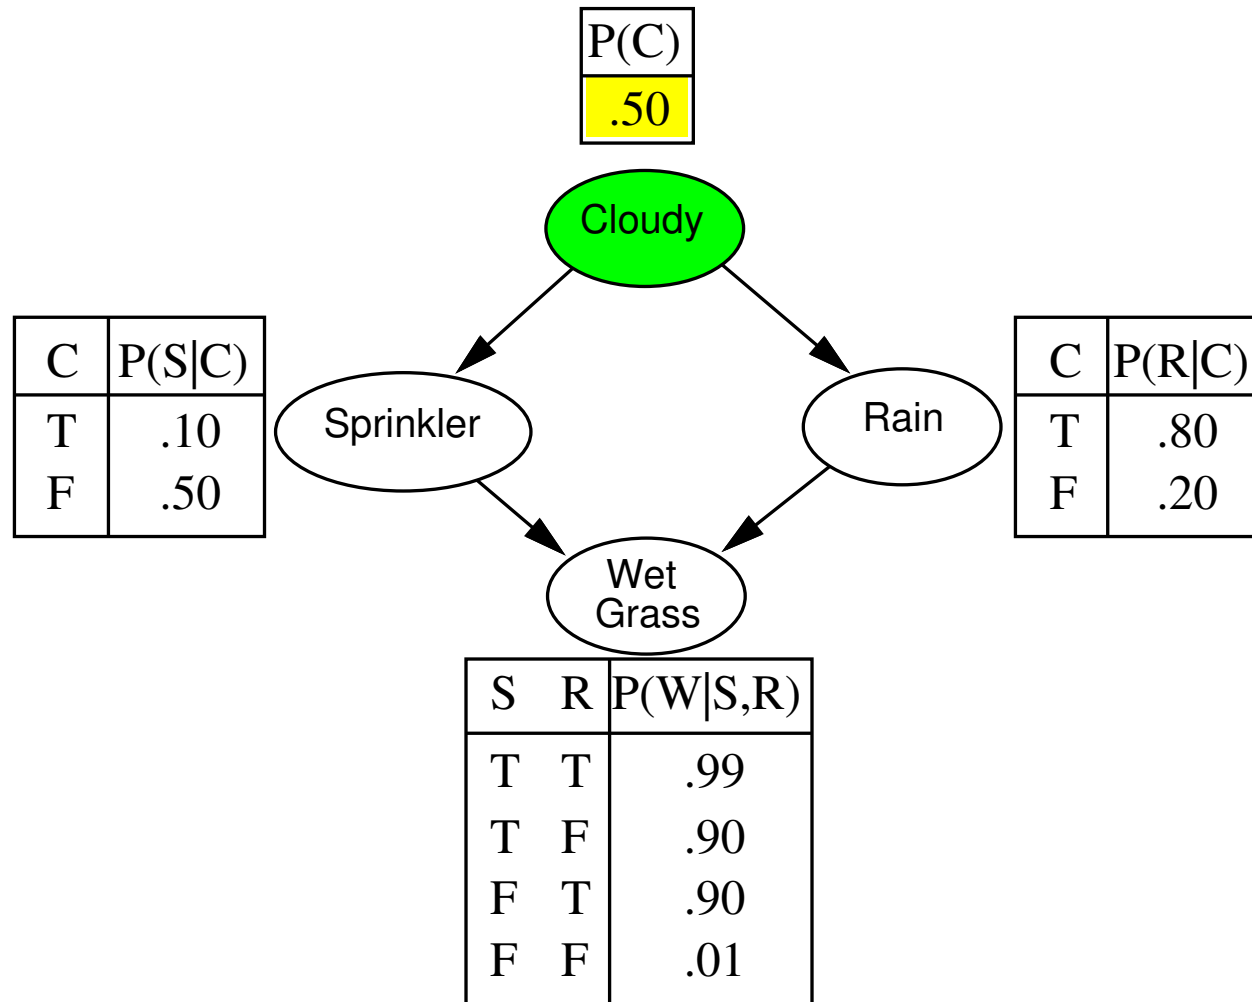 P(C)
.50
Cloudy
C P(S|C)
T .10
F .50
Sprinkler
Rain
C P(R|C)
T .80
F .20
Wet
Grass
S R P(W|S,R)
T T .99
T F .90
F T .90
F F .01